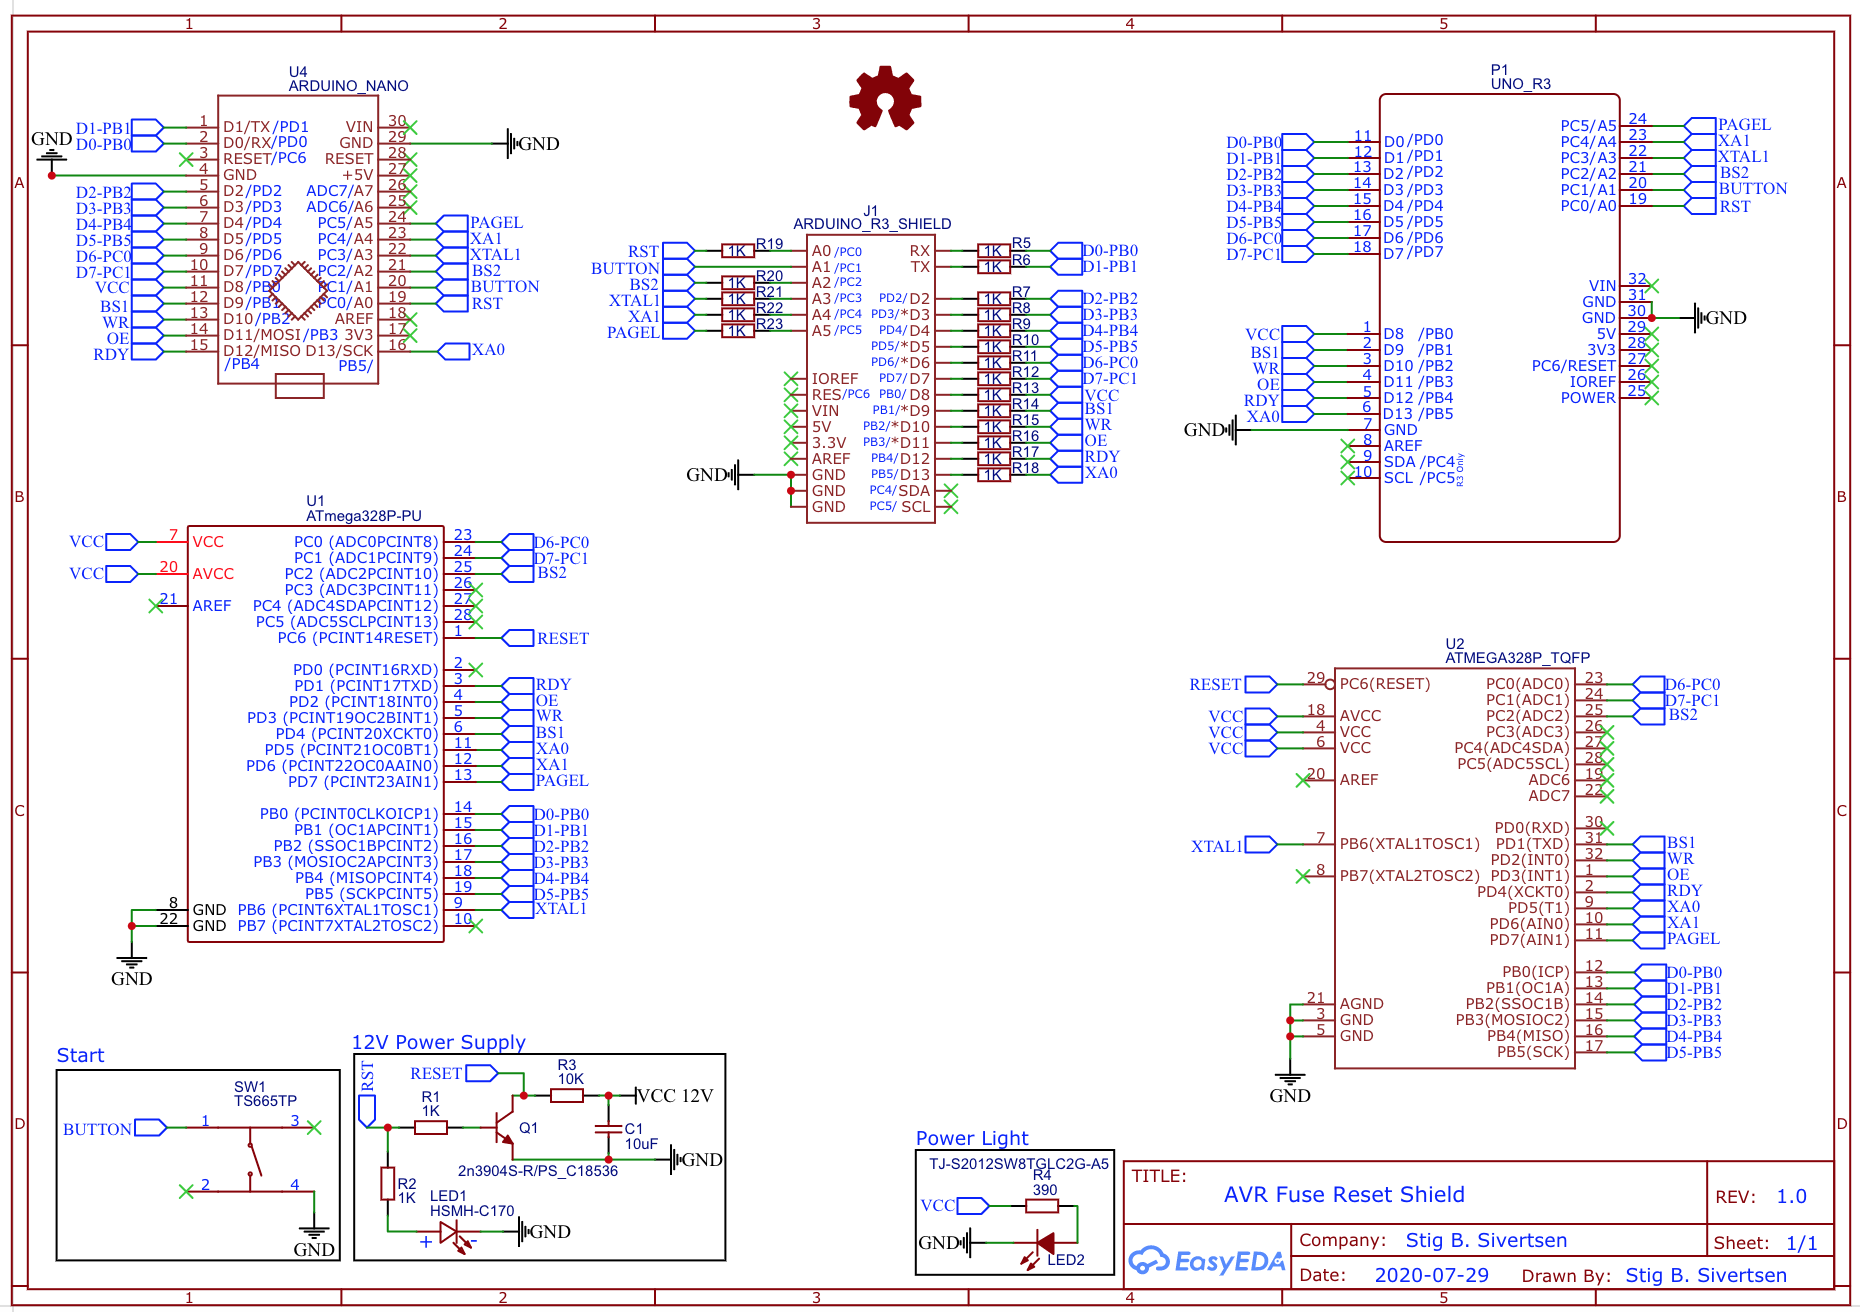 1 2 3 4 5
U4
ARDUINO_NANO
GND
D1-PB1 1 D1/TX/PD1 VIN 30
D0-PB0 2 D0/RX/PD0 GND 29 GND
3 RESET/PC6 RESET 28
4 GND +5V 27
D2-PB2 5 D2/PD2 ADC7/A7 26
D3-PB3 6 D3/PD3 ADC6/A6 25
D4-PB4 7 D4/PD4 PC5/A5 24 PAGEL
D5-PB5 8 D5/PD5 PC4/A4 23 XA1
D6-PC0 9 D6/PD6 PC3/A3 22 XTAL1
D7-PC1 10 D7/PD7 PC2/A2 21 BS2
VCC 11 D8/PB0 PC1/A1 20 BUTTON
BS1 12 D9/PB1 PC0/A0 19 RST
WR 13 D10/PB2 AREF 18
OE 14 D11/MOSI/PB3 3V3 17
RDY 15 D12/MISO D13/SCK 16 XA0
/PB4 PB5/
J1
ARDUINO_R3_SHIELD
RST 1K R19 A0 /PC0 RX 1K R5 D0-PB0
BUTTON A1 /PC1 TX 1K R6 D1-PB1
BS2 1K R20 A2 /PC2
XTAL1 1K R21 A3 /PC3 PD2/ D2 1K R7 D2-PB2
XA1 1K R22 A4 /PC4 PD3/ *D3 1K R8 D3-PB3
PAGEL 1K R23 A5 /PC5 PD4/ D4 1K R9 D4-PB4
PD5/ *D5 1K R10 D5-PB5
PD6/ *D6 1K R11 D6-PC0
IOREF PD7/ D7 1K R12 D7-PC1
RES/PC6 PB0/ D8 1K R13 VCC
VIN PB1/ *D9 1K R14 BS1
5V PB2/ *D10 1K R15 WR
3.3V PB3/ *D11 1K R16 OE
AREF PB4/ D12 1K R17 RDY
GND GND PB5/ D13 1K R18 XA0
GND PC4/ SDA
GND PC5/ SCL
P1
UNO_R3
D0-PB0 11 D0 /PD0 PC5/A5 24 PAGEL
D1-PB1 12 D1 /PD1 PC4/A4 23 XA1
D2-PB2 13 D2 /PD2 PC3/A3 22 XTAL1
D3-PB3 14 D3 /PD3 PC2/A2 21 BS2
D4-PB4 15 D4/PD4 PC1/A1 20 BUTTON
D5-PB5 16 D5/PD5 PC0/A0 19 RST
D6-PC0 17 D6/PD6
D7-PC1 18 D7/PD7
VIN 32
GND 31
GND 30 GND
VCC 1 D8 /PB0 5V 29
BS1 2 D9 /PB1 3V3 28
WR 3 D10 /PB2 PC6/RESET 27
OE 4 D11 /PB3 IOREF 26
RDY 5 D12 /PB4 POWER 25
XA0 6 D13 /PB5
GND 7 GND
8 AREF
9 SDA /PC4
10 SCL /PC5
R3 Only
U1
ATmega328P-PU
VCC 7 VCC PC0 (ADC0PCINT8) 23 D6-PC0
PC1 (ADC1PCINT9) 24 D7-PC1
VCC 20 AVCC PC2 (ADC2PCINT10) 25 BS2
PC3 (ADC3PCINT11) 26
21 AREF PC4 (ADC4SDAPCINT12) 27
PC5 (ADC5SCLPCINT13) 28
PC6 (PCINT14RESET) 1 RESET
PD0 (PCINT16RXD) 2
PD1 (PCINT17TXD) 3 RDY
PD2 (PCINT18INT0) 4 OE
PD3 (PCINT19OC2BINT1) 5 WR
PD4 (PCINT20XCKT0) 6 BS1
PD5 (PCINT21OC0BT1) 11 XA0
PD6 (PCINT22OC0AAIN0) 12 XA1
PD7 (PCINT23AIN1) 13 PAGEL
PB0 (PCINT0CLKOICP1) 14 D0-PB0
PB1 (OC1APCINT1) 15 D1-PB1
PB2 (SSOC1BPCINT2) 16 D2-PB2
PB3 (MOSIOC2APCINT3) 17 D3-PB3
PB4 (MISOPCINT4) 18 D4-PB4
PB5 (SCKPCINT5) 19 D5-PB5
8 GND PB6 (PCINT6XTAL1TOSC1) 9 XTAL1
22 GND PB7 (PCINT7XTAL2TOSC2) 10
GND
U2
ATMEGA328P_TQFP
RESET 29 PC6(RESET) PC0(ADC0) 23 D6-PC0
PC1(ADC1) 24 D7-PC1
VCC 18 AVCC PC2(ADC2) 25 BS2
VCC 4 VCC PC3(ADC3) 26
VCC 6 VCC PC4(ADC4SDA) 27
PC5(ADC5SCL) 28
20 AREF ADC6 19
ADC7 22
PD0(RXD) 30
XTAL1 7 PB6(XTAL1TOSC1) PD1(TXD) 31 BS1
PD2(INT0) 32 WR
8 PB7(XTAL2TOSC2) PD3(INT1) 1 OE
PD4(XCKT0) 2 RDY
PD5(T1) 9 XA0
PD6(AIN0) 10 XA1
PD7(AIN1) 11 PAGEL
PB0(ICP) 12 D0-PB0
PB1(OC1A) 13 D1-PB1
21 AGND PB2(SSOC1B) 14 D2-PB2
3 GND PB3(MOSIOC2) 15 D3-PB3
5 GND PB4(MISO) 16 D4-PB4
PB5(SCK) 17 D5-PB5
GND
Start
SW1
TS665TP
BUTTON 1 3
2 4
GND
12V Power Supply
RST
RESET
R3
10K
VCC 12V
R1
1K
Q1
C1
10uF
GND
2n3904S-R/PS_C18536
R2
1K
LED1
HSMH-C170
GND
+ -
Power Light
TJ-S2012SW8TGLC2G-A5
R4
390
VCC
GND
LED2
TITLE:
AVR Fuse Reset Shield
REV: 1.0
EasyEDA
Company: Stig B. Sivertsen
Sheet: 1/1
Date: 2020-07-29 Drawn By: Stig B. Sivertsen
A A
B B
C C
D D
1 2 3 4 5